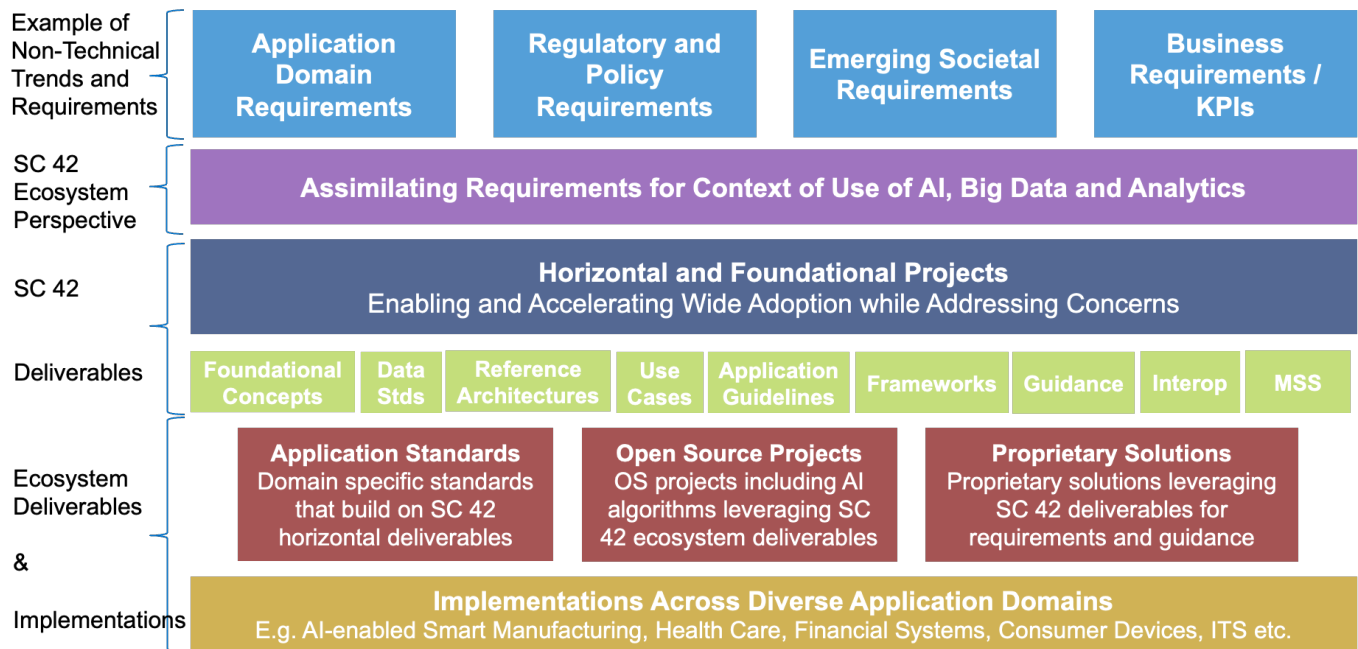 Example of
Non-Technical
Trends and
Requirements
Application
Domain
Requirements
Regulatory and
Policy
Requirements
Emerging Societal
Requirements
Business
Requirements /
KPIs
SC 42
Ecosystem
Perspective
Assimilating Requirements for Context of Use of AI, Big Data and Analytics
SC 42
Horizontal and Foundational Projects
Enabling and Accelerating Wide Adoption while Addressing Concerns
Deliverables
Foundational
Concepts
Data
Stds
Reference
Architectures
Use
Cases
Application
Guidelines
Frameworks
Guidance
Interop
MSS
Ecosystem
Deliverables
Application Standards
Domain specific standards
that build on SC 42
horizontal deliverables
Open Source Projects
OS projects including AI
algorithms leveraging SC
42 ecosystem deliverables
Proprietary Solutions
Proprietary solutions leveraging
SC 42 deliverables for
requirements and guidance
&
Implementations
Implementations Across Diverse Application Domains
E.g. AI-enabled Smart Manufacturing, Health Care, Financial Systems, Consumer Devices, ITS etc.